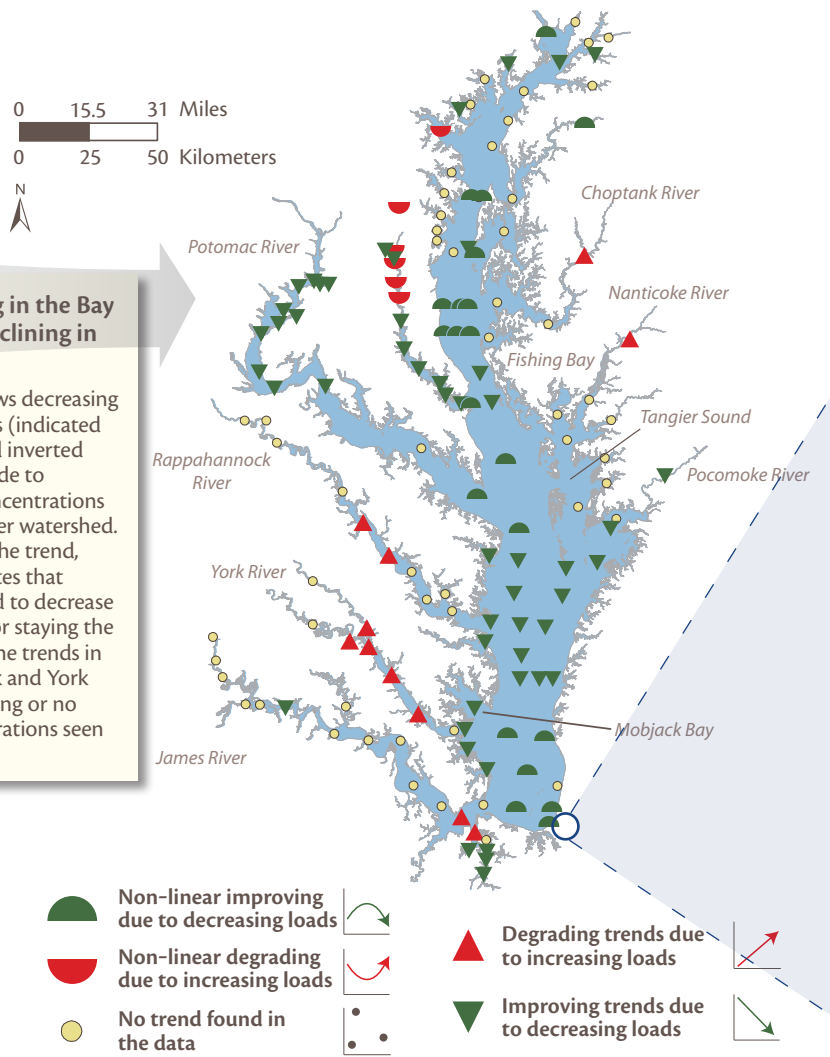 0 15.5 31 Miles
0 25 50 Kilometers
N
Choptank River
Potomac River
Nanticoke River
g in the Bay
clining in
Fishing Bay
ws decreasing
s (indicated
d inverted
de to
ncentrations
er watershed.
he trend,
tes that
d to decrease
or staying the
ne trends in
k and York
ng or no
rations seen
Tangier Sound
Rappahannock
River
Pocomoke River
York River
Mobjack Bay
James River
Non-linear improving
due to decreasing loads
Non-linear degrading
due to increasing loads
No trend found in
the data
Degrading trends due
to increasing loads
Improving trends due
to decreasing loads